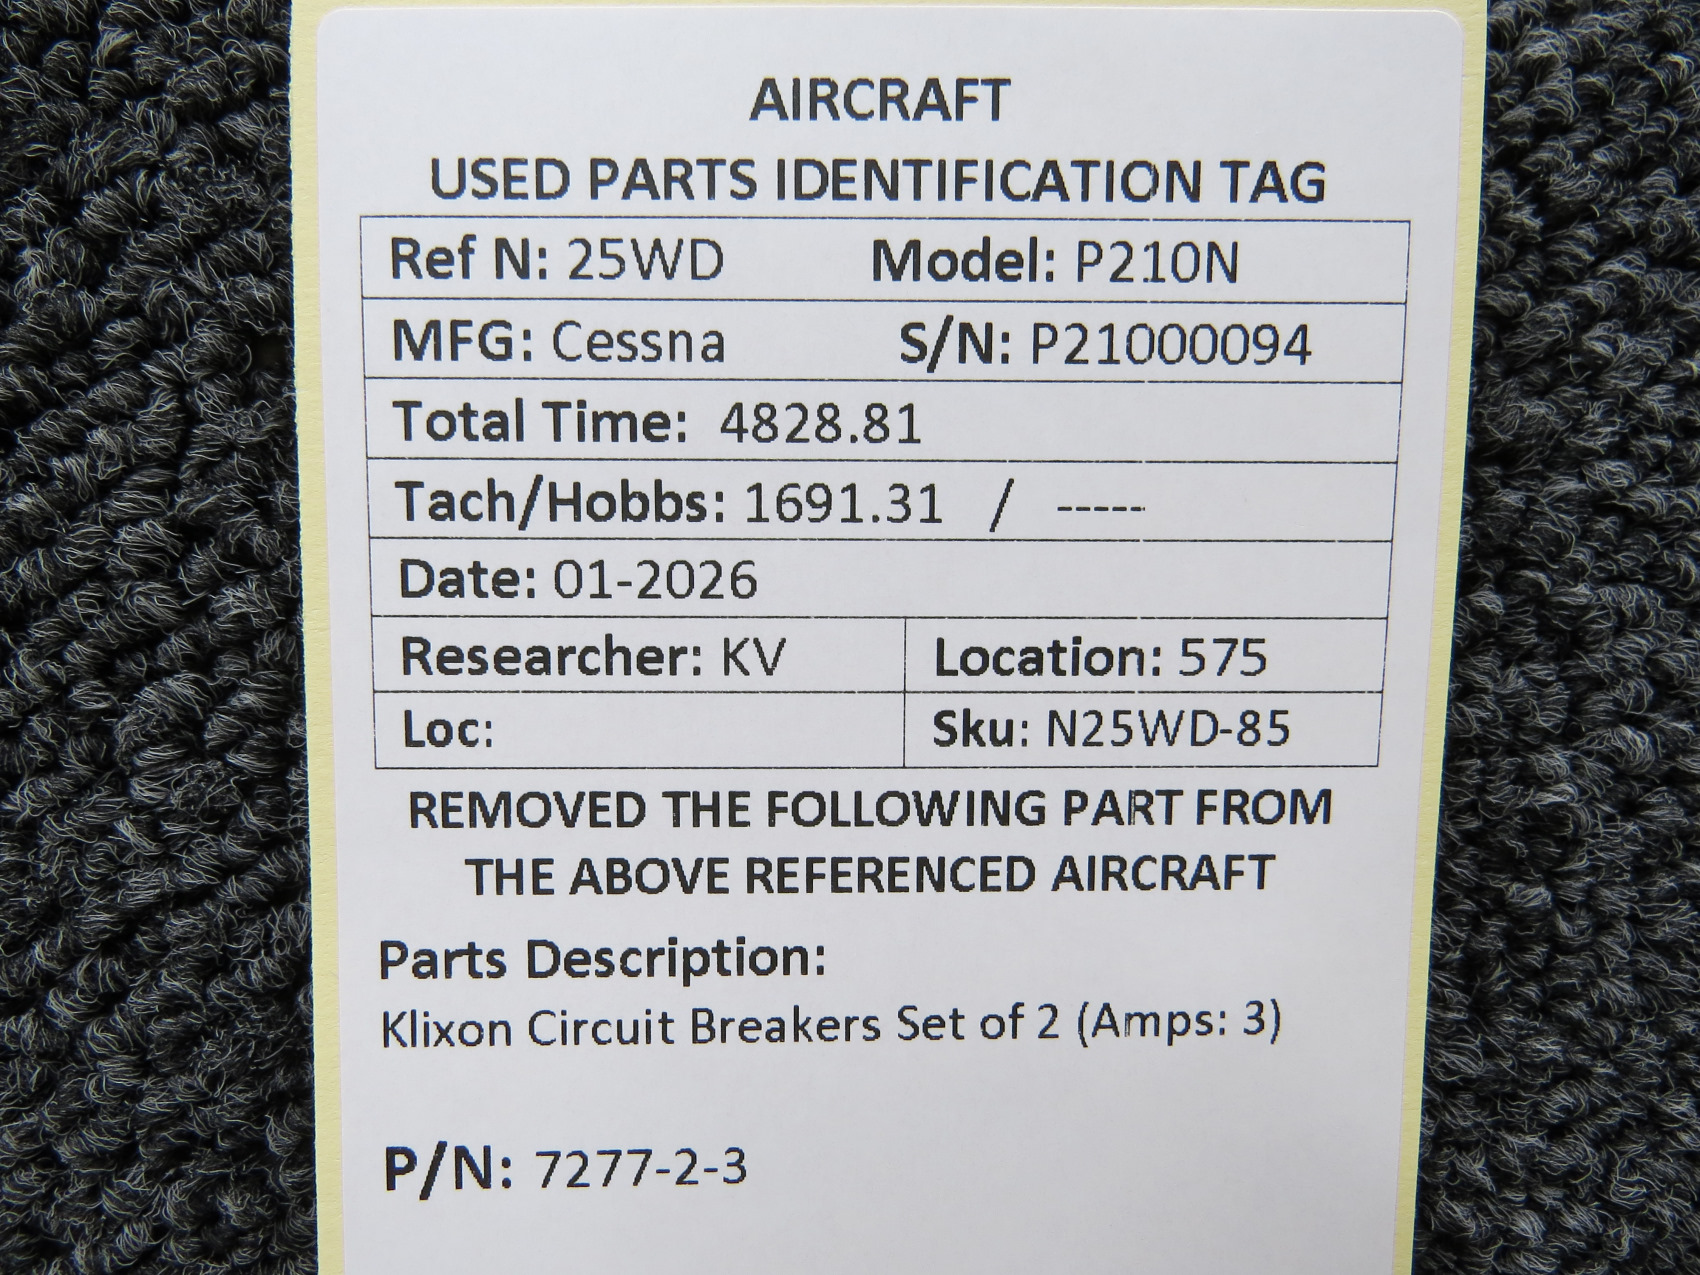 AIRCRAFT
USED PARTS IDENTIFICATION TAG
Ref N: 25WD Model: P210N
MFG: Cessna S/N: P21000094
Total Time: 4828.81
Tach/Hobbs: 1691.31 / -----
Date: 01-2026
Researcher: KV Location: 575
Loc: Sku: N25WD-85
REMOVED THE FOLLOWING PART FROM
THE ABOVE REFERENCED AIRCRAFT
Parts Description:
Klixon Circuit Breakers Set of 2 (Amps: 3)
P/N: 7277-2-3